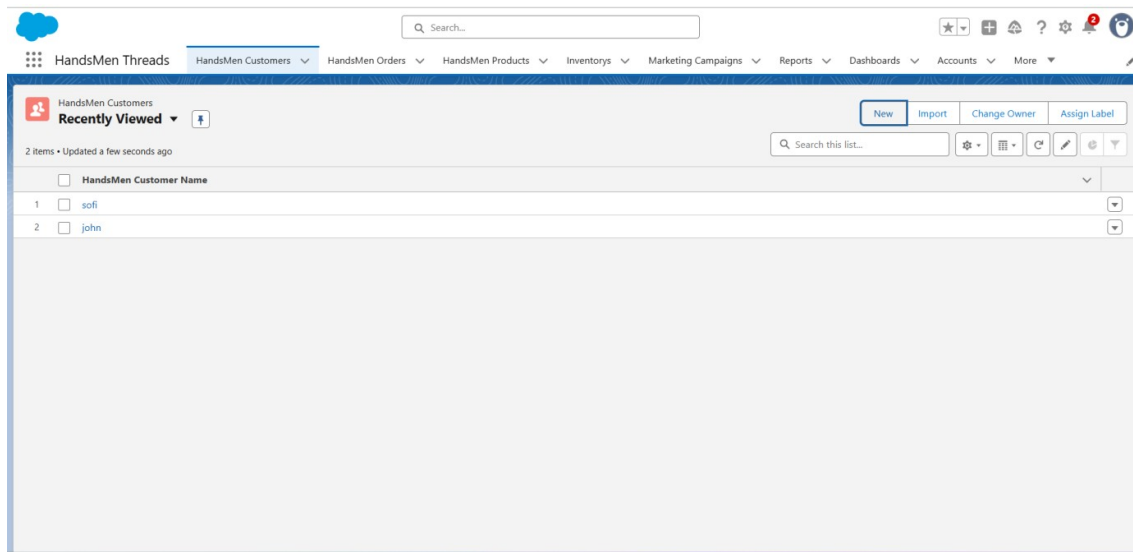 Search...
2
HandsMen Threads HandsMen Customers HandsMen Orders HandsMen Products Inventorys Marketing Campaigns Reports Dashboards Accounts More
HandsMen Customers
Recently Viewed
New Import Change Owner Assign Label
2 items • Updated a few seconds ago
Search this list...
HandsMen Customer Name
1 sofi
2 john